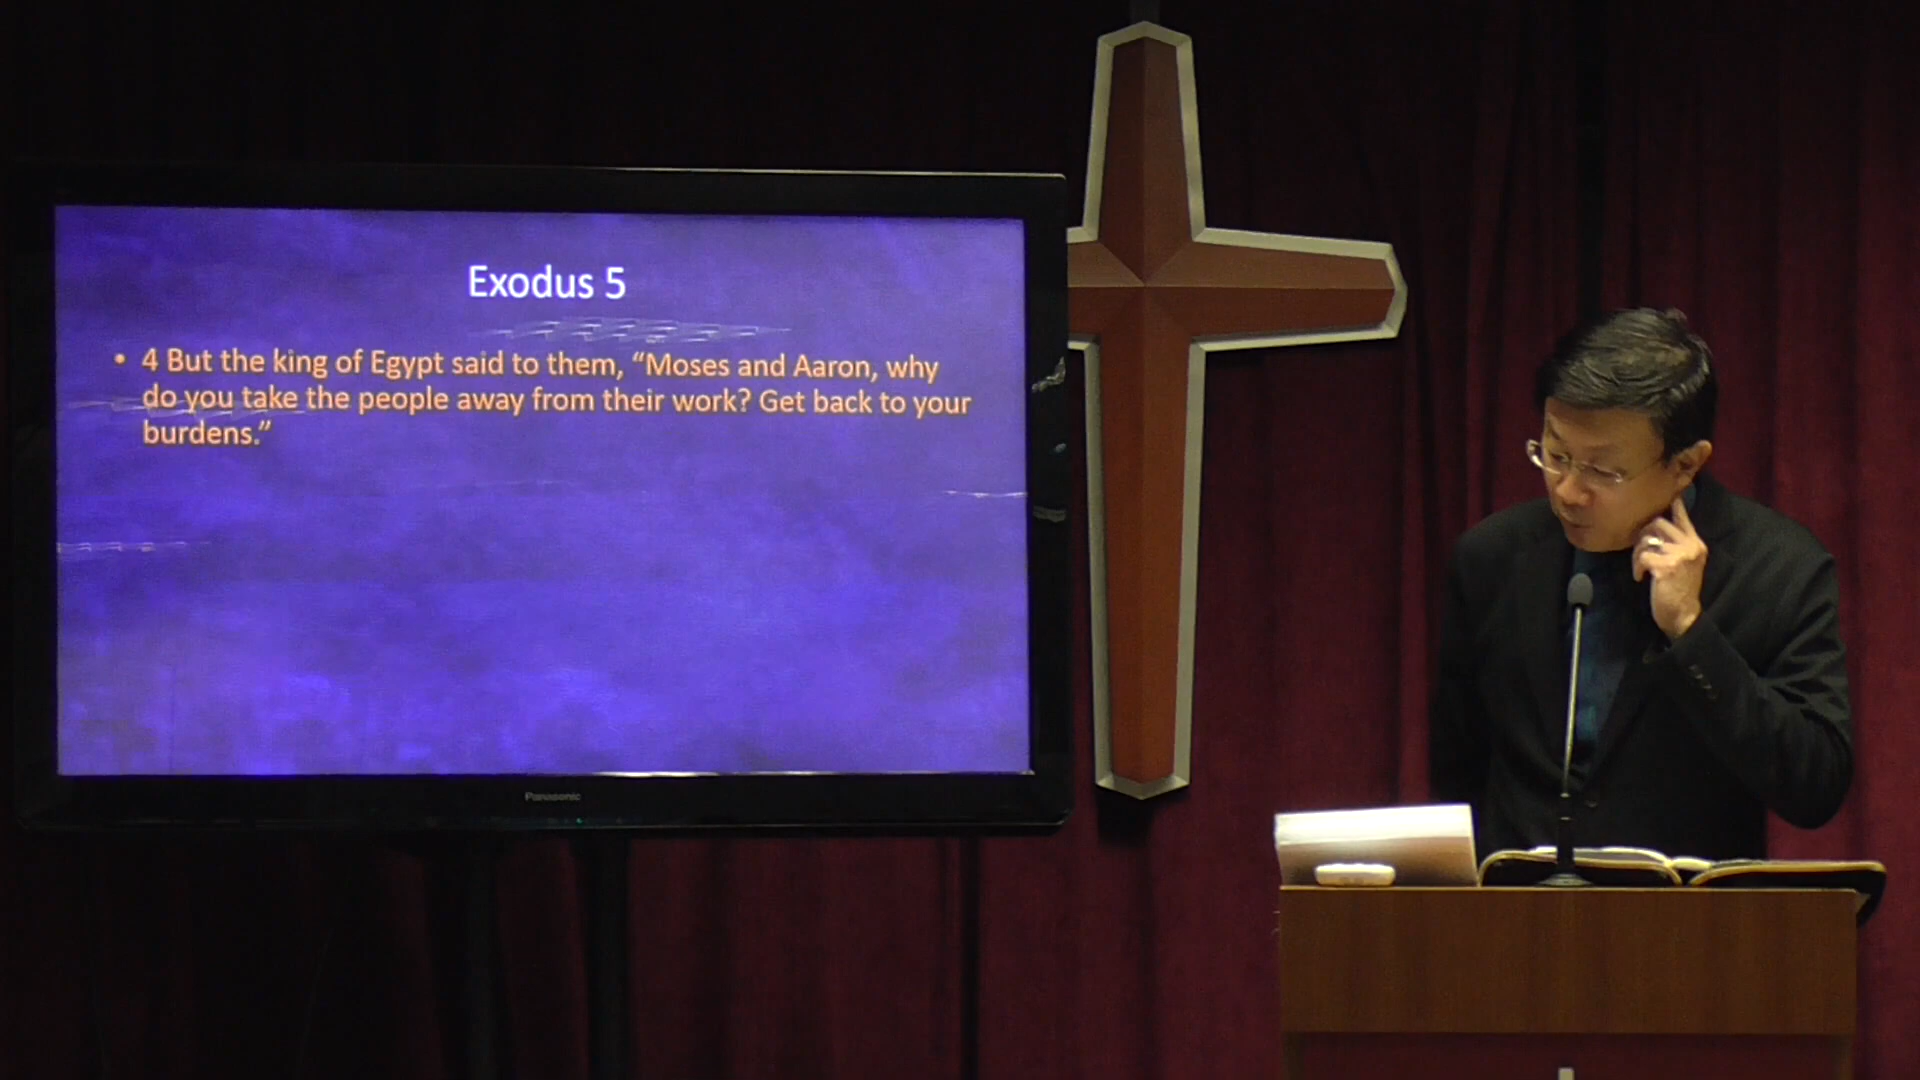 Exodus 5
• 4 But the king of Egypt said to them, “Moses and Aaron, why
do you take the people away from their work? Get back to your
burdens.”
Panasonic